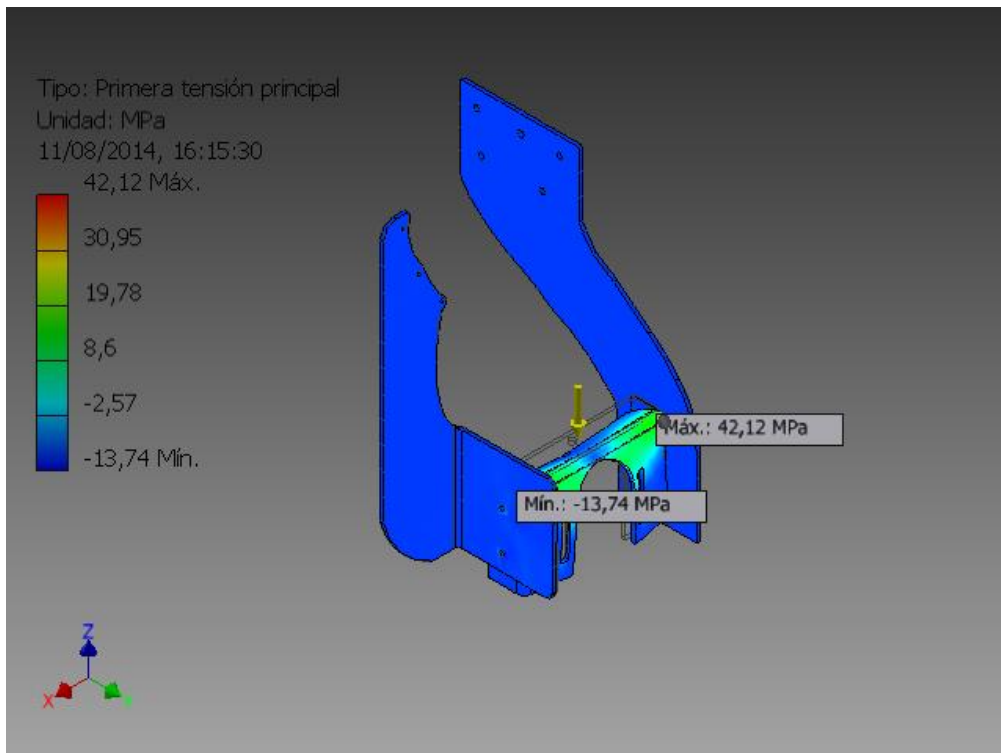 Tipo: Primera tensión principal
Unidad: MPa
11/08/2014, 16:15:30
42,12 Máx.
30,95
19,78
8,6
-2,57
-13,74 Mín.
Máx.: 42,12 MPa
Mín.: -13,74 MPa
Z
X